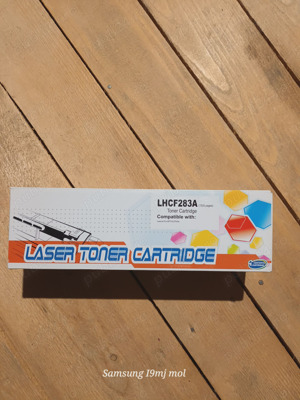 LHCF283A
Toner Cartridge
Compatible with:
LASER TONER CARTRIDGE
Samsung I9mj mol